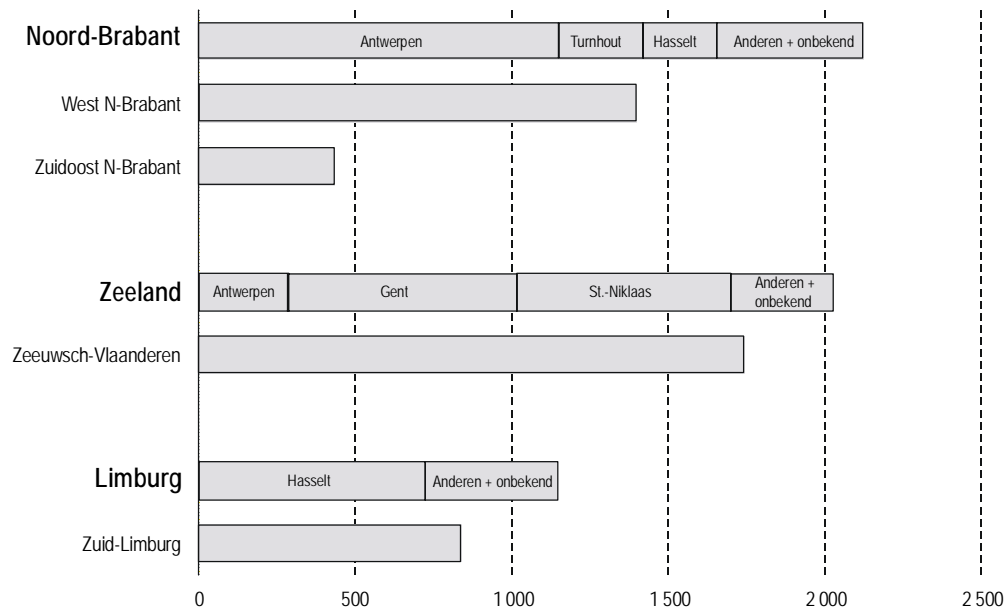 Noord-Brabant
Antwerpen
Turnhout
Hasselt
Anderen + onbekend
West N-Brabant
Zuidoost N-Brabant
Zeeland
Antwerpen
Gent
St.-Niklaas
Anderen +
onbekend
Zeeuwsch-Vlaanderen
Limburg
Hasselt
Anderen + onbekend
Zuid-Limburg
0
500
1 000
1 500
2 000
2 500